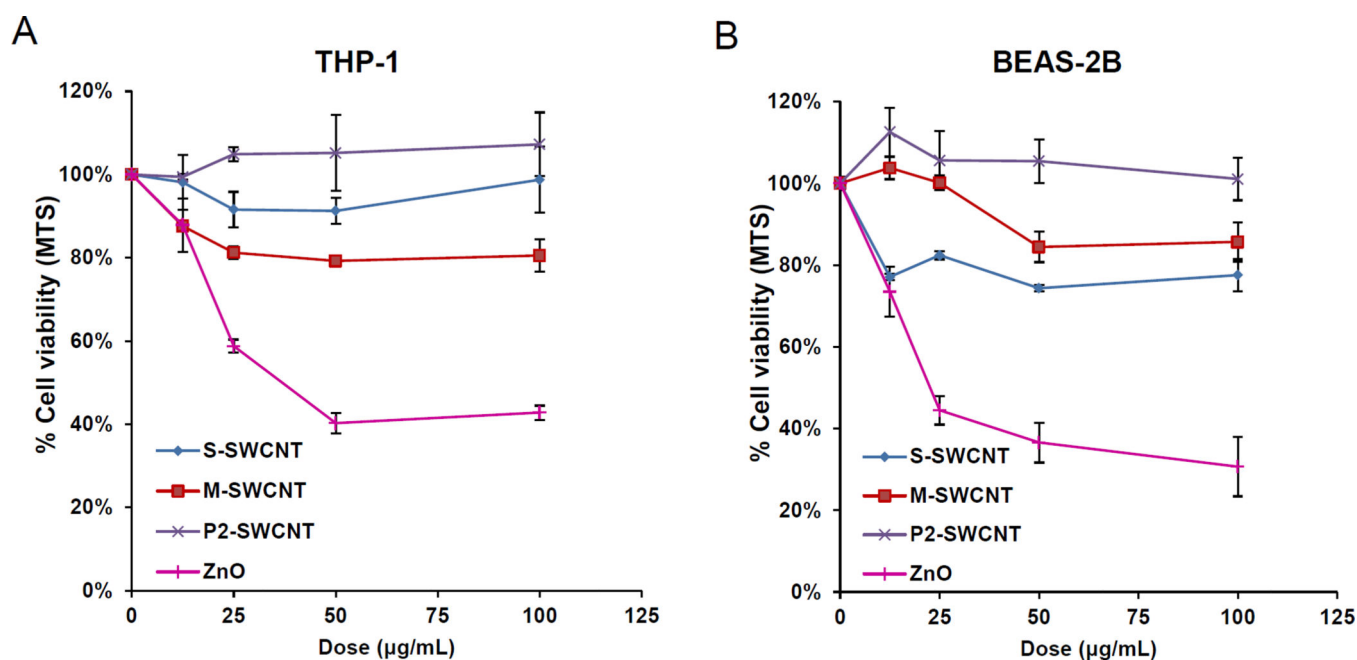 A
THP-1
% Cell viability (MTS)
120%
100%
80%
60%
40%
20%
0%
S-SWCNT
M-SWCNT
P2-SWCNT
ZnO
0 25 50 75 100 125
Dose (µg/mL)
B
BEAS-2B
% Cell viability (MTS)
120%
100%
80%
60%
40%
20%
0%
S-SWCNT
M-SWCNT
P2-SWCNT
ZnO
0 25 50 75 100 125
Dose (µg/mL)